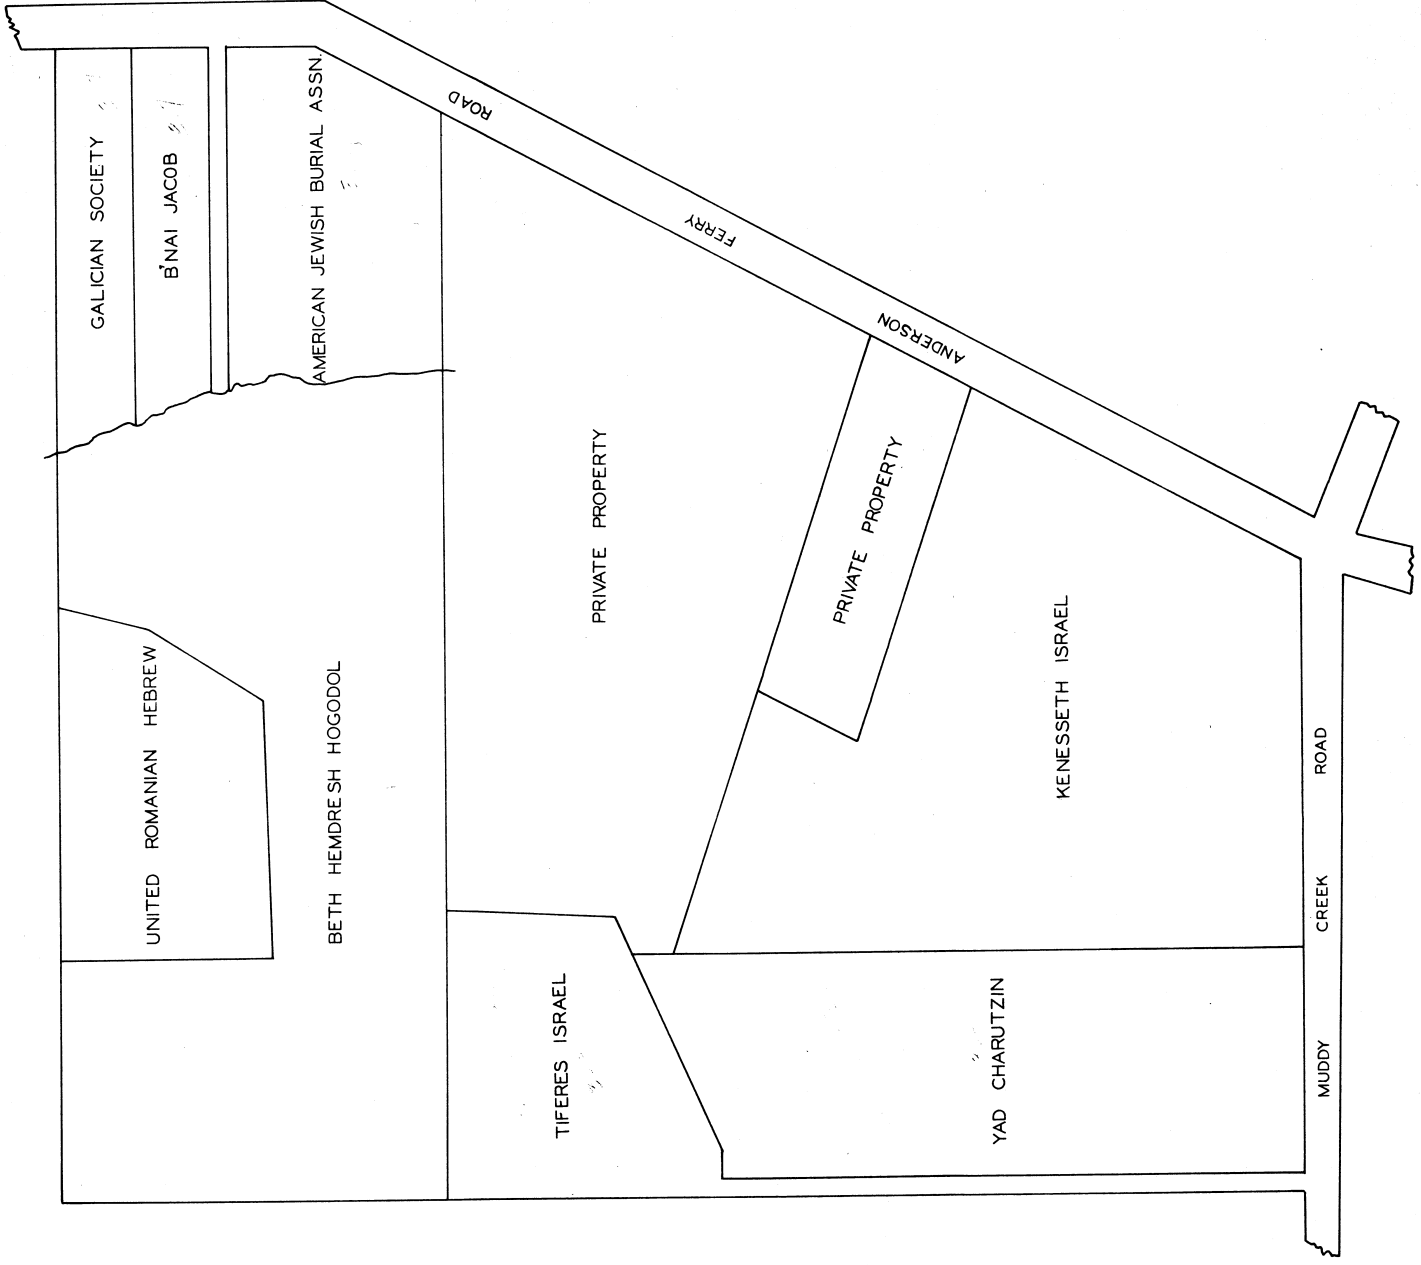 GALICIAN SOCIETY
B'NAI JACOB
AMERICAN JEWISH BURIAL ASSN.
UNITED ROMANIAN HEBREW
BETH HEMDRESH HOGODOL
PRIVATE PROPERTY
PRIVATE PROPERTY
KENESSETH ISRAEL
TIFERES ISRAEL
YAD CHARUTZIN
ANDERSON FERRY ROAD
MUDDY CREEK ROAD